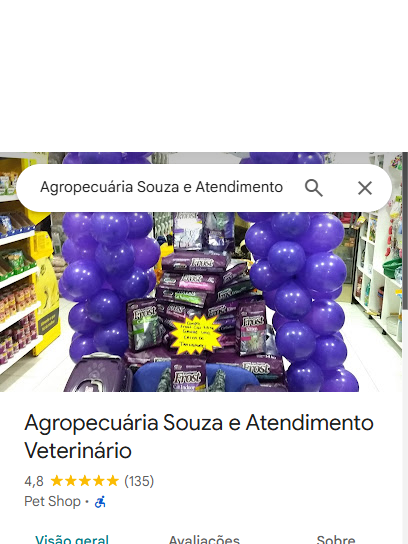 Agropecuária Souza e Atendimento
Frost
Frost
Frost
Frost
Agropecuária Souza e Atendimento
Veterinário
4,8 (135)
Pet Shop ·
Visão geral Avaliações Sobre